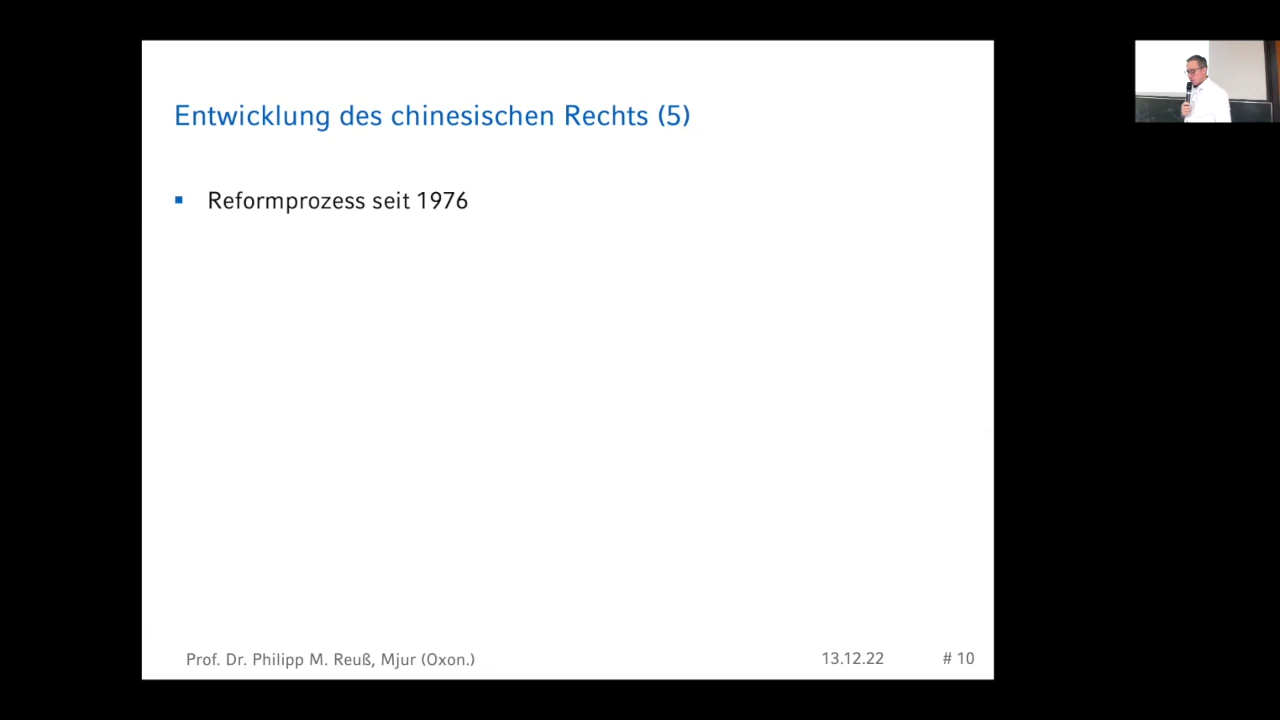 Entwicklung des chinesischen Rechts (5)
▪ Reformprozess seit 1976
Prof. Dr. Philipp M. Reuß, Mjur (Oxon.) 13.12.22 # 10